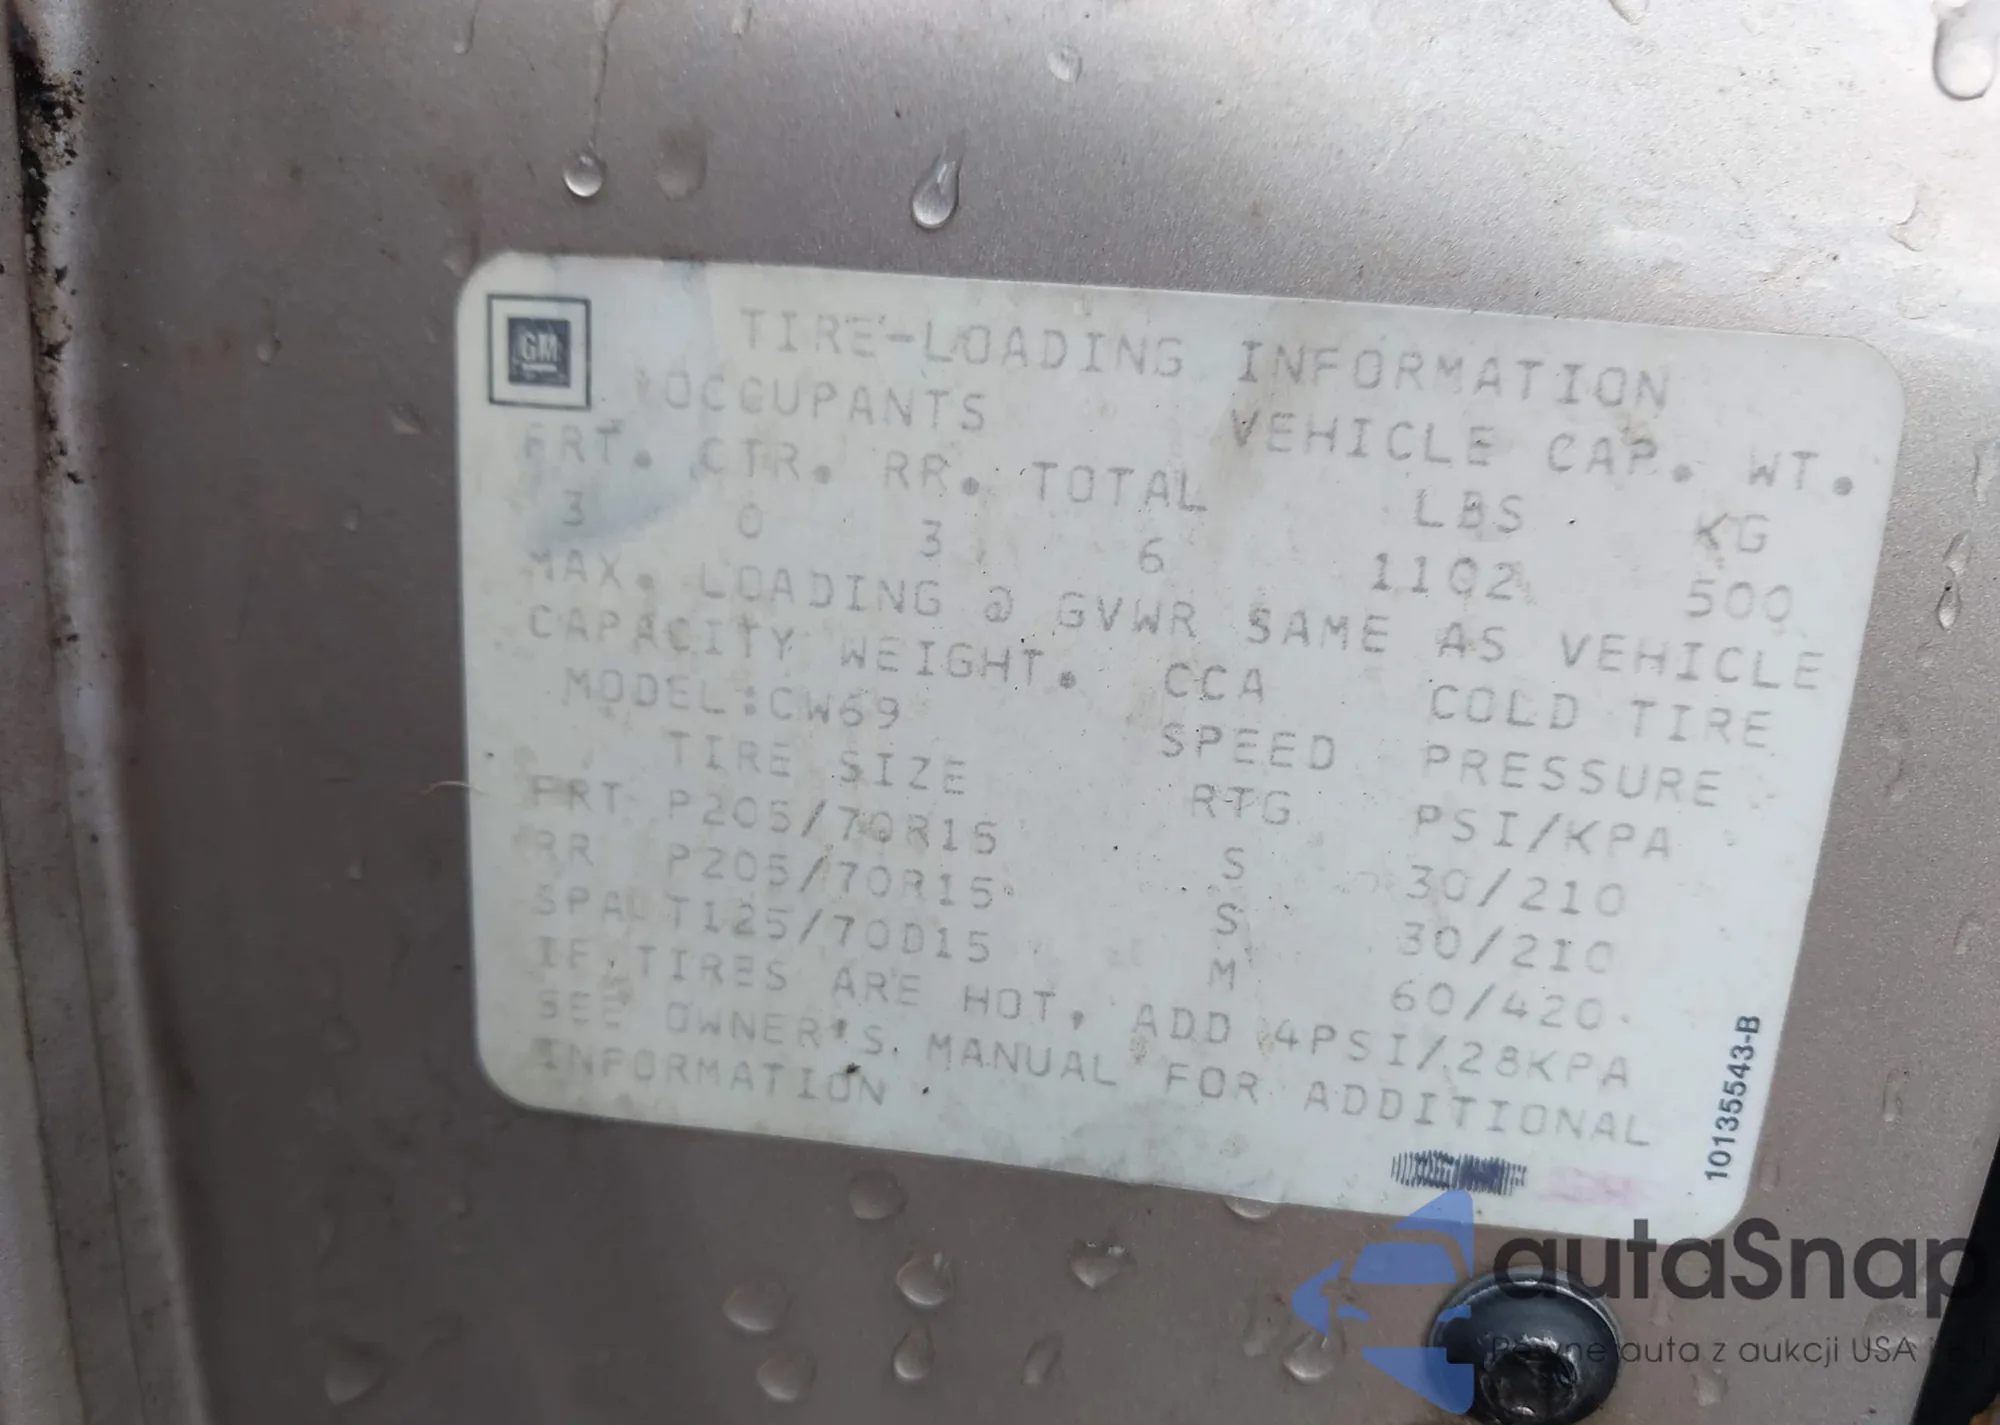 GM
TIRE-LOADING INFORMATION
OCCUPANTS VEHICLE CAP. WT.
FRT. CTR. RR. TOTAL LBS KG
3 0 3 6 1102 500
MAX. LOADING @ GVWR SAME AS VEHICLE
CAPACITY WEIGHT. CCA COLD TIRE
MODEL:CW69 SPEED PRESSURE
TIRE SIZE RTG PSI/KPA
FRT P205/70R15 S 30/210
RR P205/70R15 S 30/210
SPA T125/70D15 M 60/420
IF TIRES ARE HOT, ADD 4PSI/28KPA
SEE OWNER'S MANUAL FOR ADDITIONAL
INFORMATION
10135543-B
autaSnap
Pewne auta z aukcji USA i